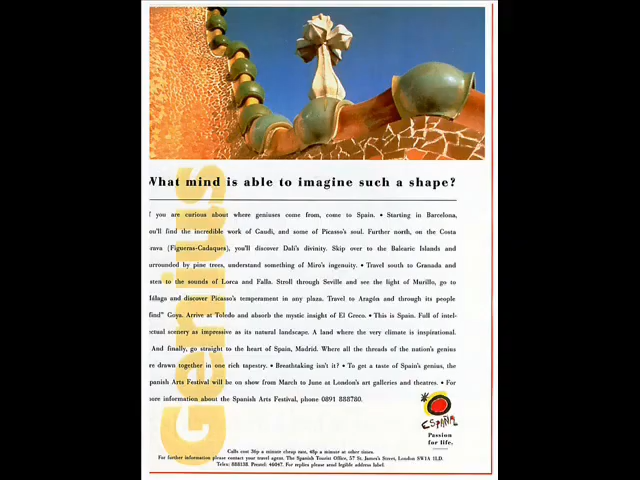 What mind is able to imagine such a shape?
f you are curious about where geniuses come from, come to Spain. • Starting in Barcelona,
ou'll find the incredible work of Gaudí, and some of Picasso's soul. Further north, on the Costa
rava (Figueras-Cadaques), you'll discover Dalí's divinity. Skip over to the Balearic Islands and
urrounded by pine trees, understand something of Miro's ingenuity. • Travel south to Granada and
sten to the sounds of Lorca and Falla. Stroll through Seville and see the light of Murillo, go to
álaga and discover Picasso's temperament in any plaza. Travel to Aragón and through its people
find" Goya. Arrive at Toledo and absorb the mystic insight of El Greco. • This is Spain. Full of intel-
ectual scenery as impressive as its natural landscape. A land where the very climate is inspirational.
And finally, go straight to the heart of Spain, Madrid. Where all the threads of the nation's genius
re drawn together in one rich tapestry. • Breathtaking isn't it? • To get a taste of Spain's genius, the
panish Arts Festival will be on show from March to June at London's art galleries and theatres. • For
ore information about the Spanish Arts Festival, phone 0891 888780.
Genius
ESPAÑA
Passion
for life.
Calls cost 36p a minute cheap rate, 48p a minute at other times.
For further information please contact your travel agent. The Spanish Tourist Office, 57 St. James's Street, London SW1A 1LD.
Telex: 888138. Prestel: 46047. For replies please send legible address label.